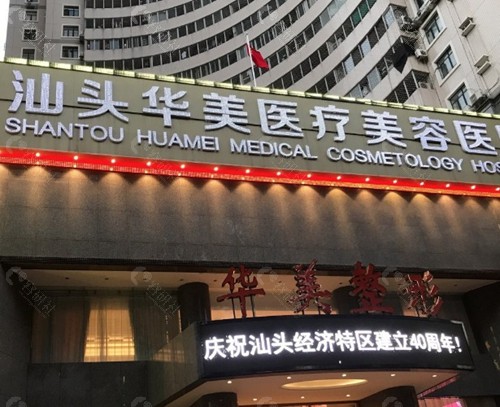 汕头华美医疗美容医
SHANTOU HUAMEI MEDICAL COSMETOLOGY HOS
华美整形
庆祝汕头经济特区建立40周年!